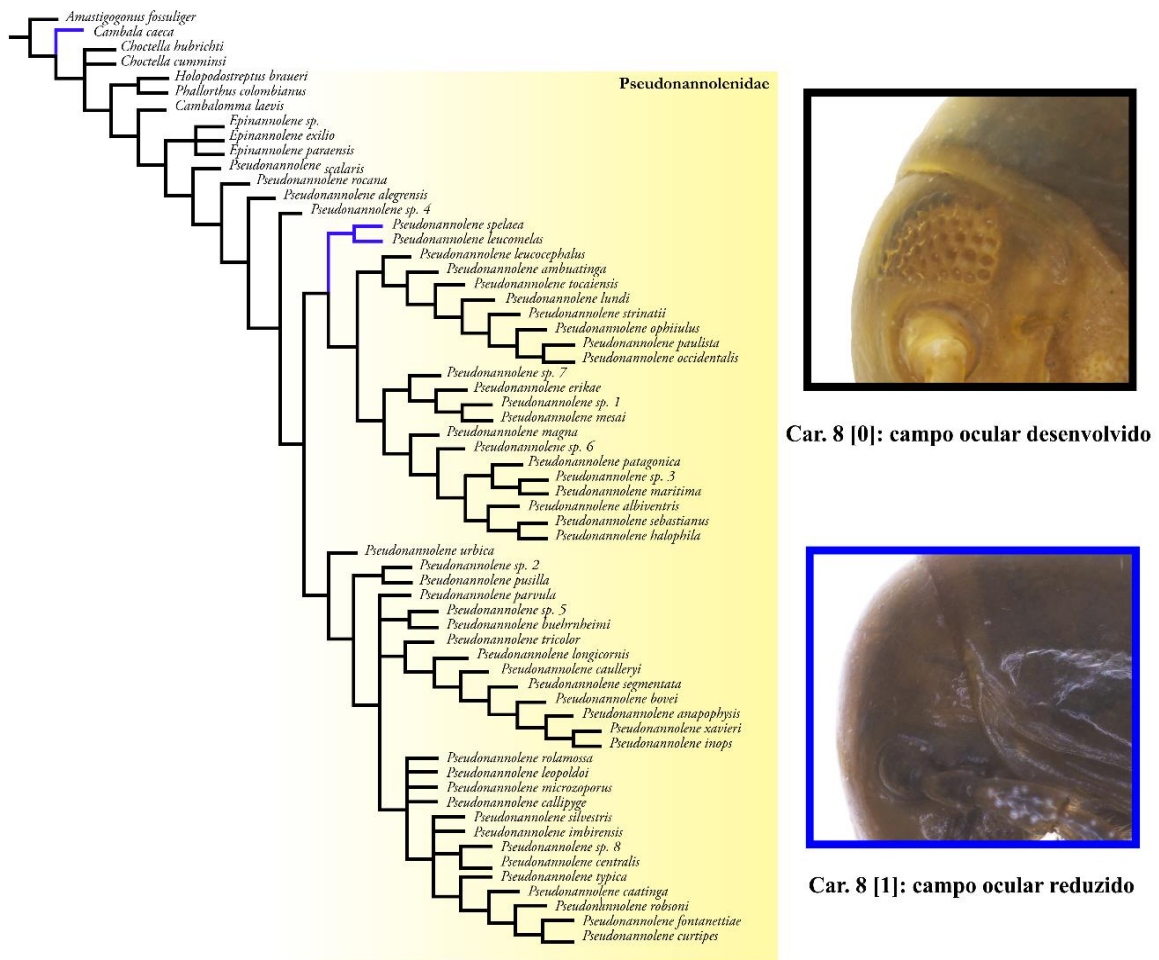 Amastigogonus fossuliger
Cambala caeca
Choctella hubrichti
Choctella cumminsi
Holopodostreptus braueri
Pseudonannolenidae
Phallorthus colombianus
Cambalomma laevis
Epinannolene sp.
Epinannolene exilio
Epinannolene paraensis
Pseudonannolene scalaris
Pseudonannolene rocana
Pseudonannolene alegrensis
Pseudonannolene sp. 4
Pseudonannolene spelaea
Pseudonannolene leucomelas
Pseudonannolene leucocephalus
Pseudonannolene ambuatinga
Pseudonannolene tocaiensis
Pseudonannolene lundi
Pseudonannolene strinatii
Pseudonannolene ophiiulus
Pseudonannolene paulista
Pseudonannolene occidentalis
Pseudonannolene sp. 7
Pseudonannolene erikae
Pseudonannolene sp. 1
Pseudonannolene mesai
Pseudonannolene magna
Pseudonannolene sp. 6
Pseudonannolene patagonica
Pseudonannolene sp. 3
Pseudonannolene maritima
Pseudonannolene albiventris
Pseudonannolene sebastianus
Pseudonannolene halophila
Pseudonannolene urbica
Pseudonannolene sp. 2
Pseudonannolene pusilla
Pseudonannolene parvula
Pseudonannolene sp. 5
Pseudonannolene buehrnheimi
Pseudonannolene tricolor
Pseudonannolene longicornis
Pseudonannolene caulleryi
Pseudonannolene segmentata
Pseudonannolene bovei
Pseudonannolene anapophysis
Pseudonannolene xavieri
Pseudonannolene inops
Pseudonannolene rolamossa
Pseudonannolene leopoldoi
Pseudonannolene microzoporus
Pseudonannolene callipyge
Pseudonannolene silvestris
Pseudonannolene imbirensis
Pseudonannolene sp. 8
Pseudonannolene centralis
Pseudonannolene typica
Pseudonannolene caatinga
Pseudonannolene robsoni
Pseudonannolene fontanettiae
Pseudonannolene curtipes
Car. 8 [0]: campo ocular desenvolvido
Car. 8 [1]: campo ocular reduzido